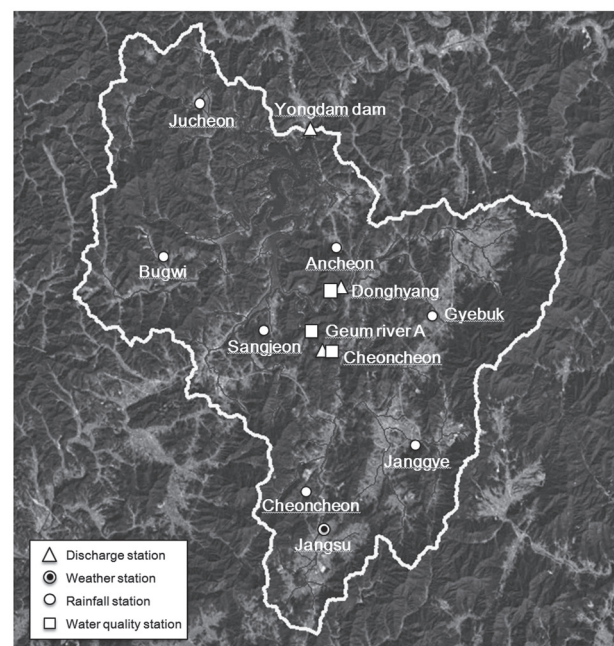 Jucheon
Yongdam dam
Bugwi
Ancheon
Donghyang
Gyebuk
Geum river A
Sangjeon
Cheoncheon
Janggye
Cheoncheon
Jangsu
Discharge station
Weather station
Rainfall station
Water quality station